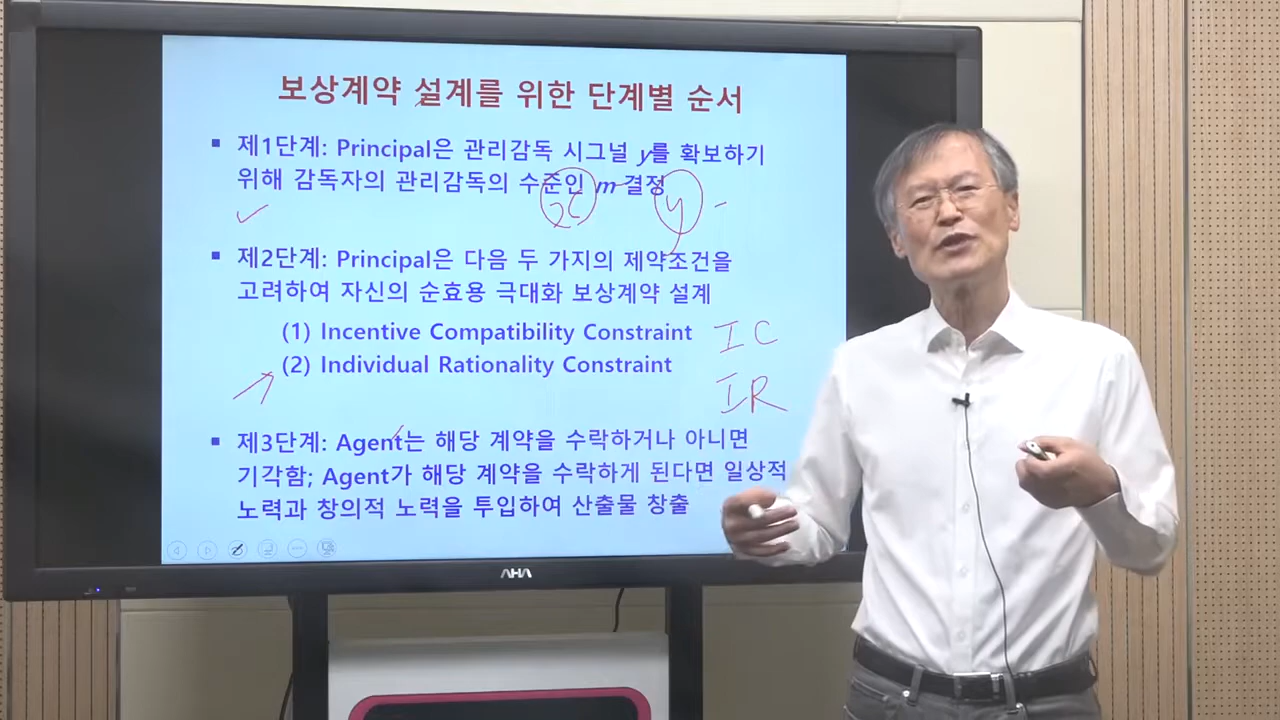 보상계약 설계를 위한 단계별 순서
제1단계: Principal은 관리감독 시그널 y를 확보하기
위해 감독자의 관리감독의 수준인 m 결정
x y
제2단계: Principal은 다음 두 가지의 제약조건을
고려하여 자신의 순효용 극대화 보상계약 설계
(1) Incentive Compatibility Constraint IC
(2) Individual Rationality Constraint
IR
제3단계: Agent는 해당 계약을 수락하거나 아니면
기각함; Agent가 해당 계약을 수락하게 된다면 일상적
노력과 창의적 노력을 투입하여 산출물 창출
AHA